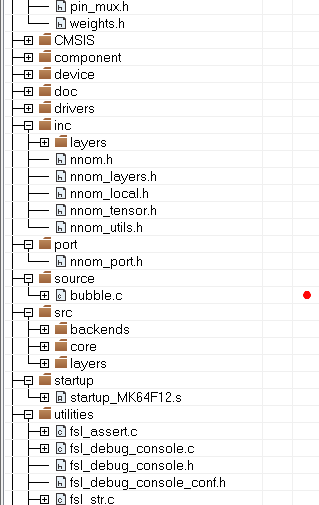 pin_mux.h
weights.h
CMSIS
component
device
doc
drivers
inc
layers
nnom.h
nnom_layers.h
nnom_local.h
nnom_tensor.h
nnom_utils.h
port
nnom_port.h
source
bubble.c
src
backends
core
layers
startup
startup_MK64F12.s
utilities
fsl_assert.c
fsl_debug_console.c
fsl_debug_console.h
fsl_debug_console_conf.h
fsl_str.c